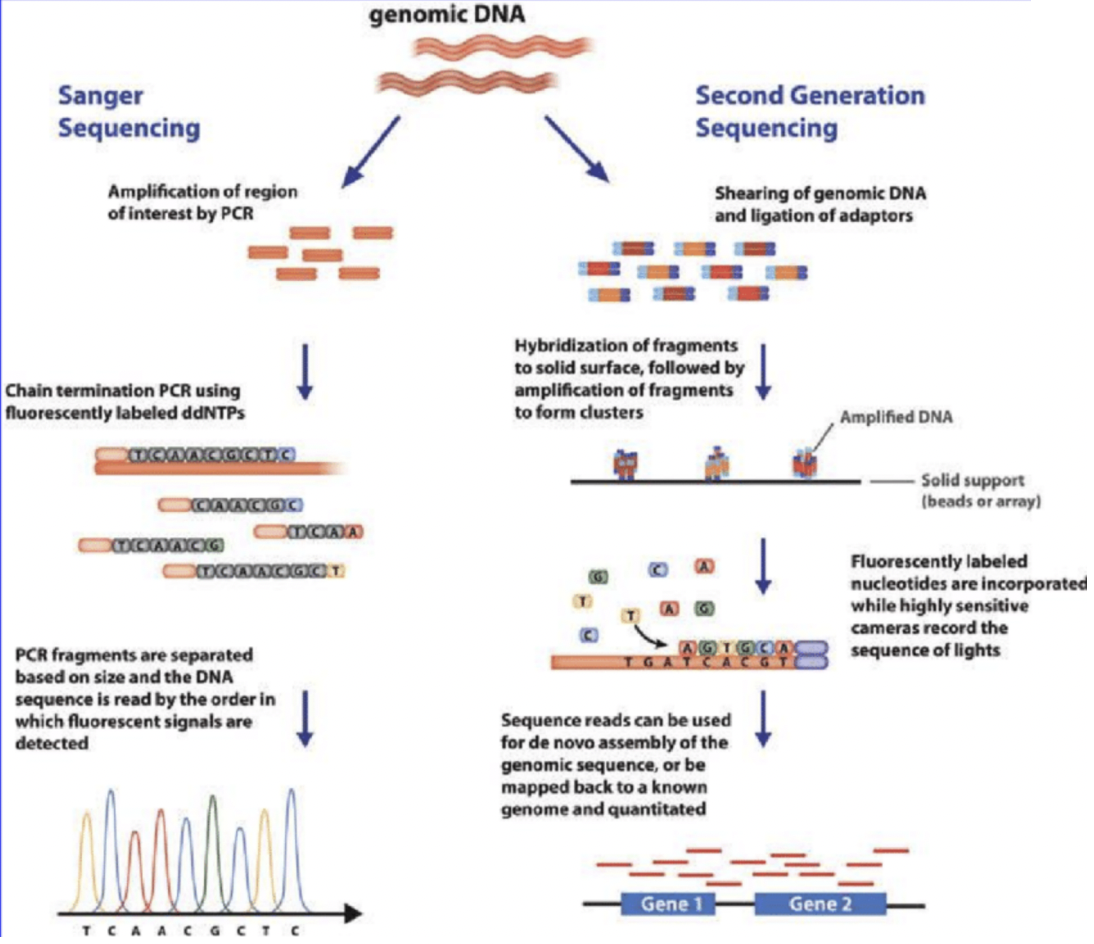 genomic DNA
Sanger
Sequencing
Amplification of region
of interest by PCR
Chain termination PCR using
fluorescently labeled ddNTPs
TCAACGCTC
CAACGC
TCAA
TCAACG
TCAACGCT
PCR fragments are separated
based on size and the DNA
sequence is read by the order in
which fluorescent signals are
detected
T C A A C G C T C
Second Generation
Sequencing
Shearing of genomic DNA
and ligation of adaptors
Hybridization of fragments
to solid surface, followed by
amplification of fragments
to form clusters
Amplified DNA
Solid support
(beads or array)
Fluorescently labeled
nucleotides are incorporated
while highly sensitive
cameras record the
sequence of lights
G C A
T T A G
C
A G T G C A
T G A T C A C G T
Sequence reads can be used
for de novo assembly of the
genomic sequence, or be
mapped back to a known
genome and quantitated
Gene 1 Gene 2